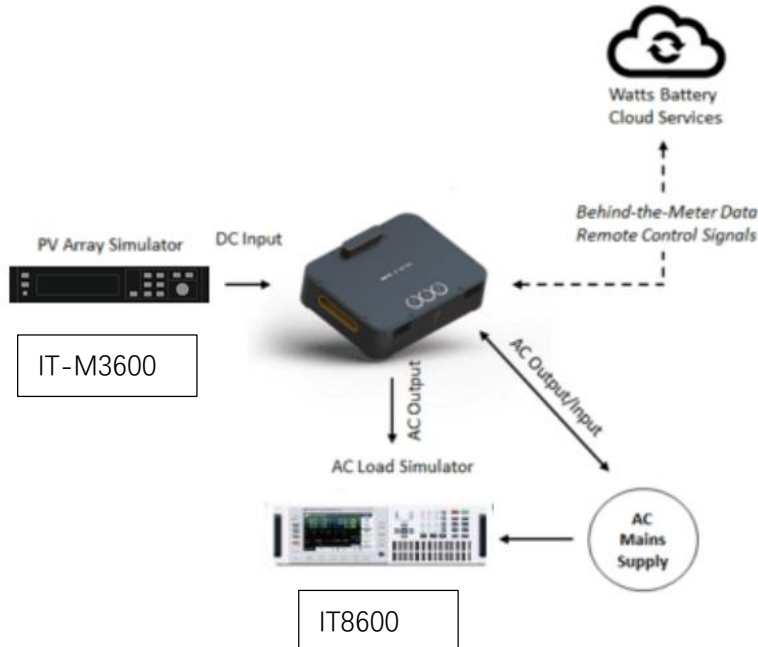 Watts Battery
Cloud Services
Behind-the-Meter Data
Remote Control Signals
PV Array Simulator
DC Input
IT-M3600
AC Output/Input
AC Output
AC Load Simulator
AC
Mains
Supply
IT8600